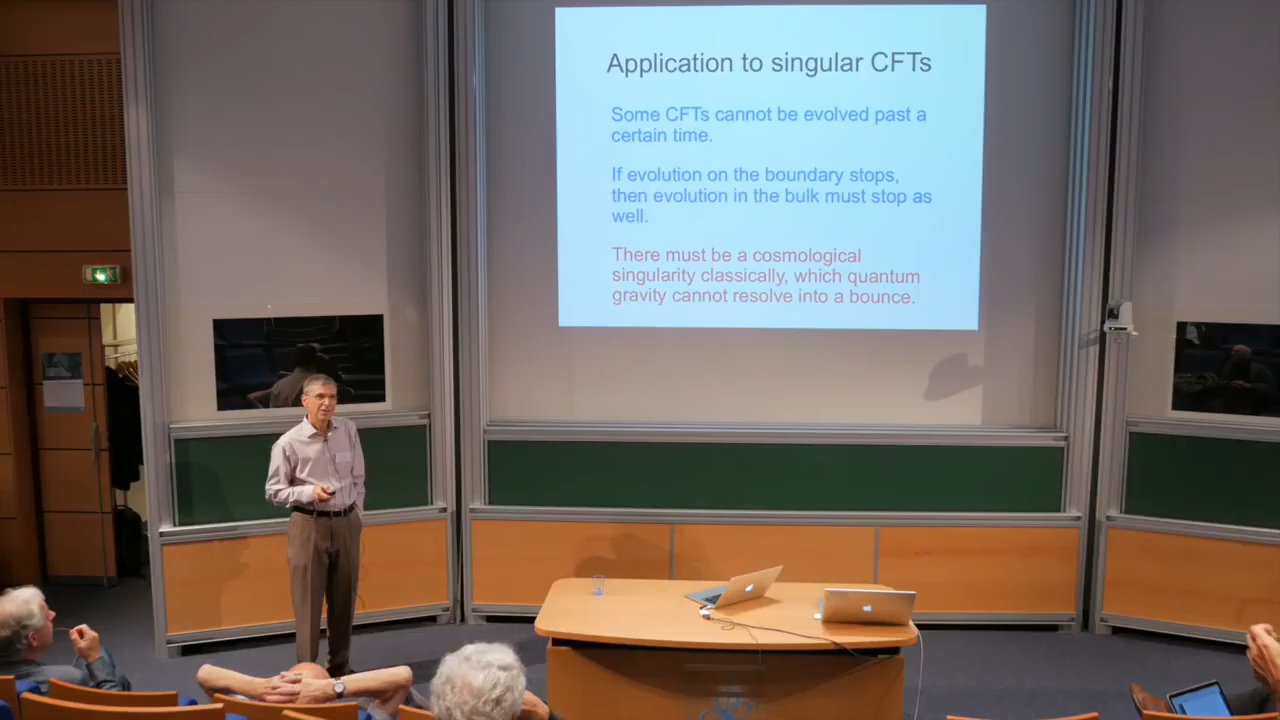 Application to singular CFTs
Some CFTs cannot be evolved past a
certain time.
If evolution on the boundary stops,
then evolution in the bulk must stop as
well.
There must be a cosmological
singularity classically, which quantum
gravity cannot resolve into a bounce.